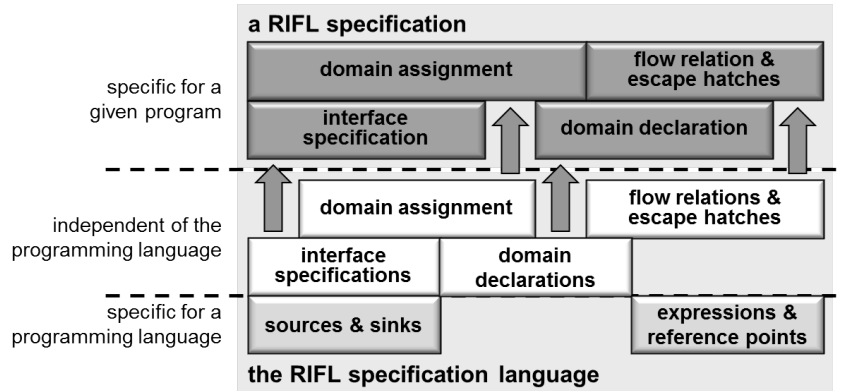 a RIFL specification
domain assignment
flow relation &
escape hatches
specific for a
given program
interface
specification
domain declaration
independent of the
programming language
domain assignment
flow relations &
escape hatches
interface
specifications
domain
declarations
specific for a
programming language
sources & sinks
expressions &
reference points
the RIFL specification language